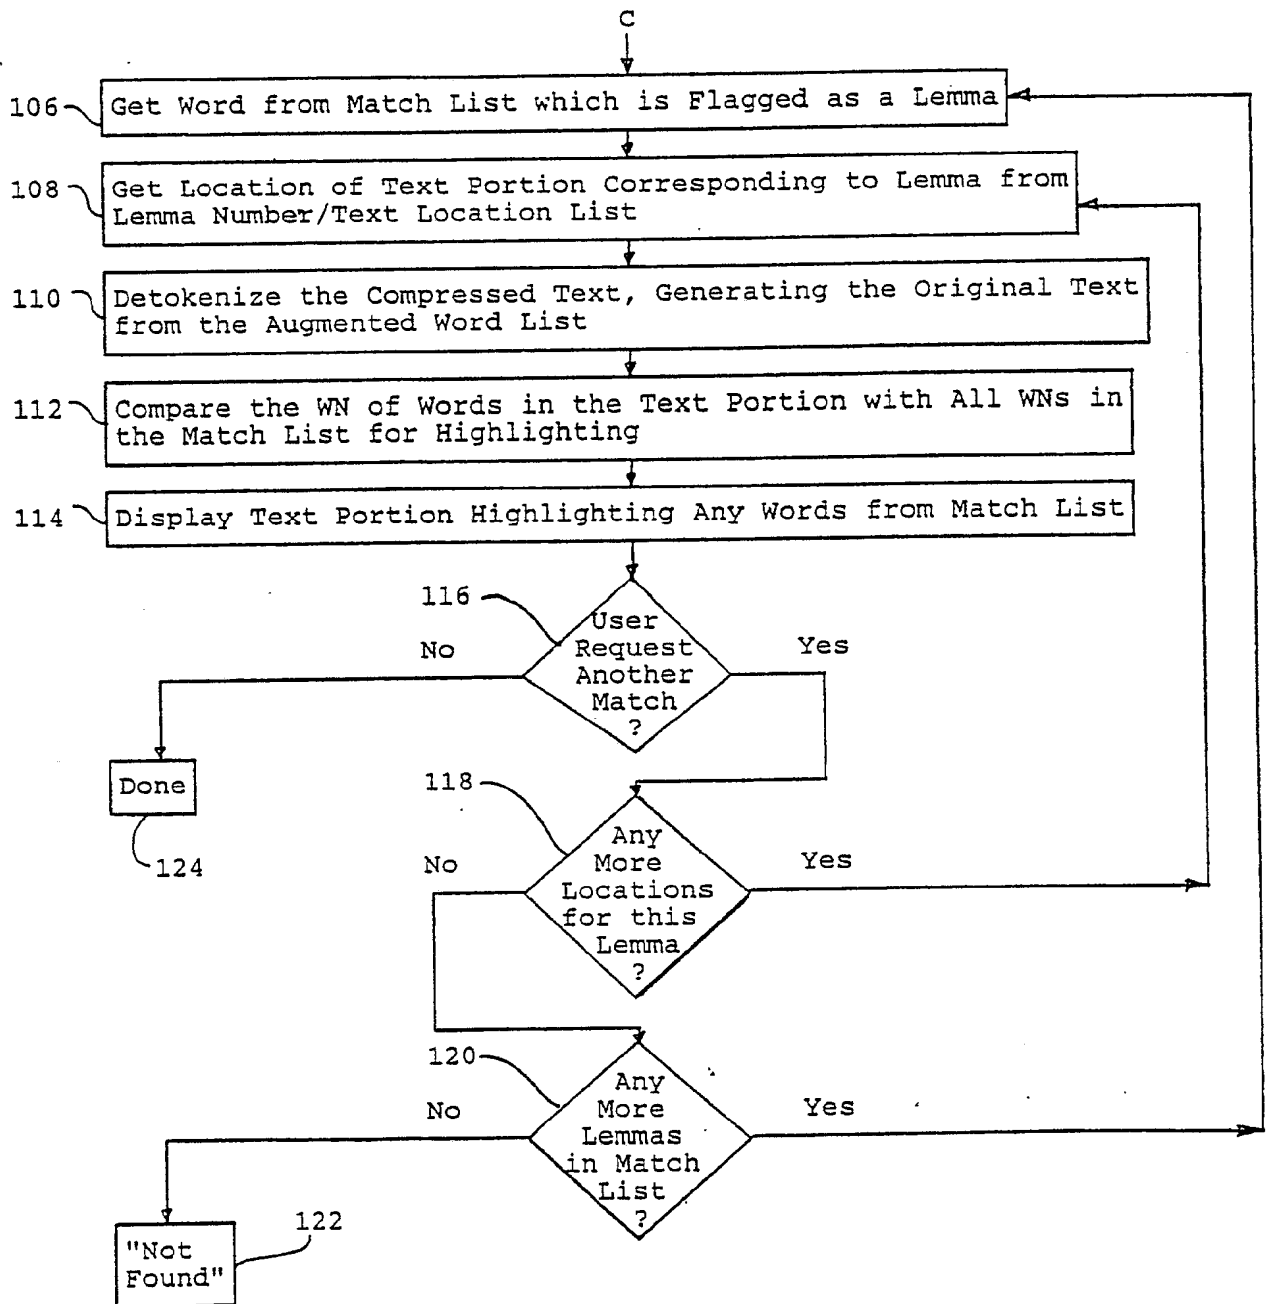 C
106
Get Word from Match List which is Flagged as a Lemma
108
Get Location of Text Portion Corresponding to Lemma from
Lemma Number/Text Location List
110
Detokenize the Compressed Text, Generating the Original Text
from the Augmented Word List
112
Compare the WN of Words in the Text Portion with All WNs in
the Match List for Highlighting
114
Display Text Portion Highlighting Any Words from Match List
116
User
Request
Another
Match
?
No
Yes
Done
124
118
Any
More
Locations
for this
Lemma
?
No
Yes
120
Any
More
Lemmas
in Match
List
?
No
Yes
"Not
Found"
122